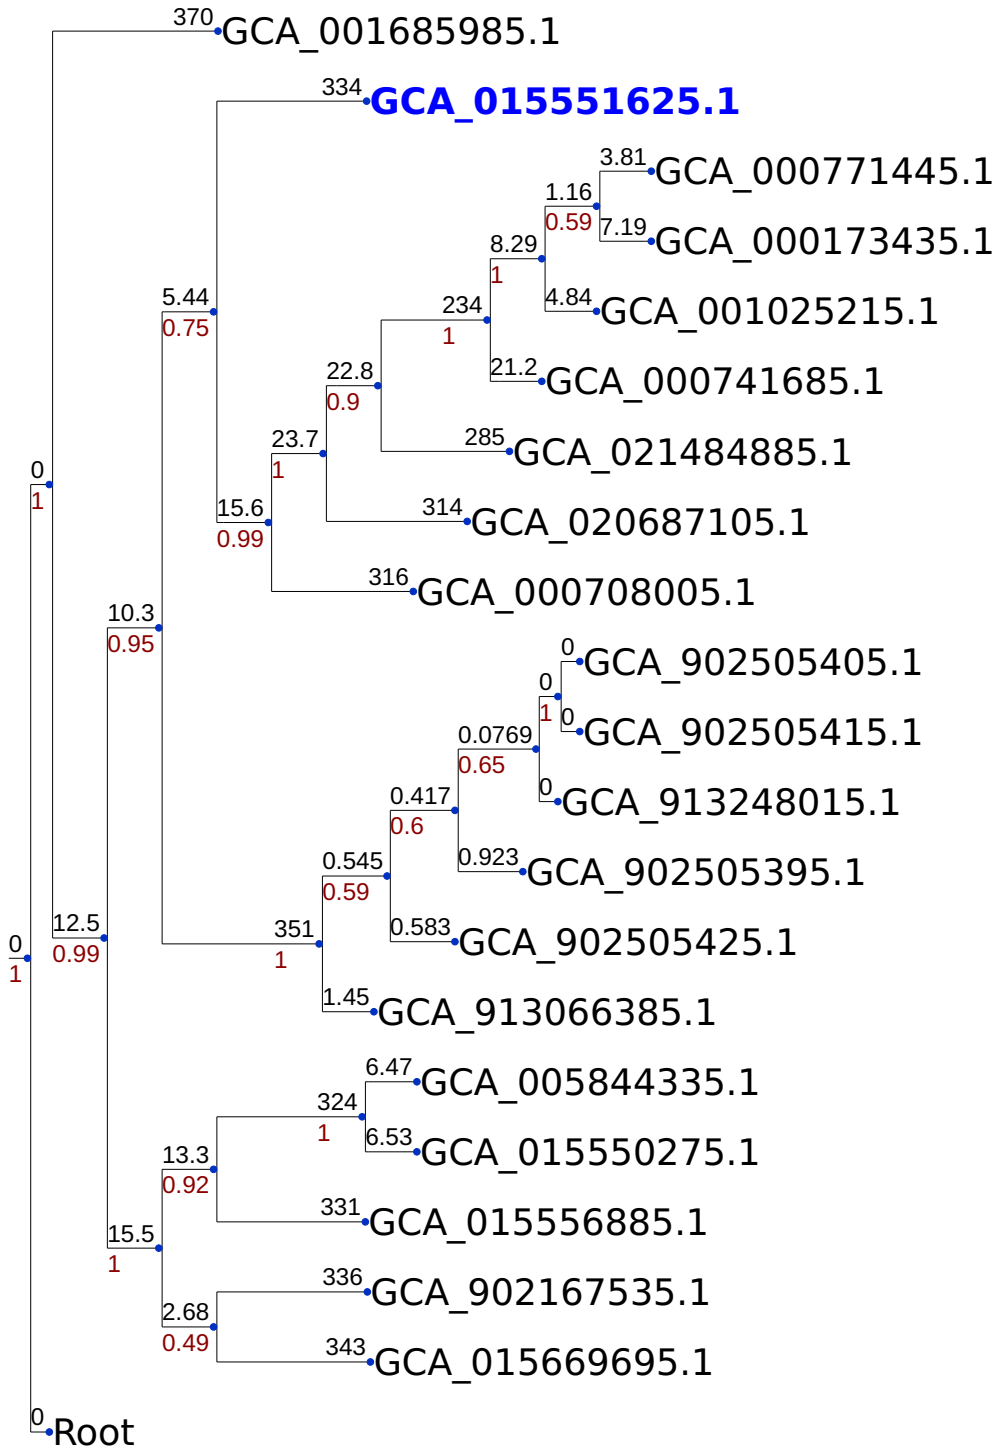 370
GCA_001685985.1
334
GCA_015551625.1
3.81
GCA_000771445.1
1.16
0.59
7.19
GCA_000173435.1
8.29
1
4.84
GCA_001025215.1
5.44
0.75
234
1
21.2
GCA_000741685.1
22.8
0.9
285
GCA_021484885.1
23.7
1
0
1
15.6
0.99
314
GCA_020687105.1
316
GCA_000708005.1
10.3
0.95
0
GCA_902505405.1
0
1
0
GCA_902505415.1
0.0769
0.65
0
GCA_913248015.1
0.417
0.6
0.923
GCA_902505395.1
0.545
0.59
0.583
GCA_902505425.1
12.5
0.99
351
1
0
1
1.45
GCA_913066385.1
6.47
GCA_005844335.1
324
1
6.53
GCA_015550275.1
13.3
0.92
331
GCA_015556885.1
15.5
1
336
GCA_902167535.1
2.68
0.49
343
GCA_015669695.1
0
Root